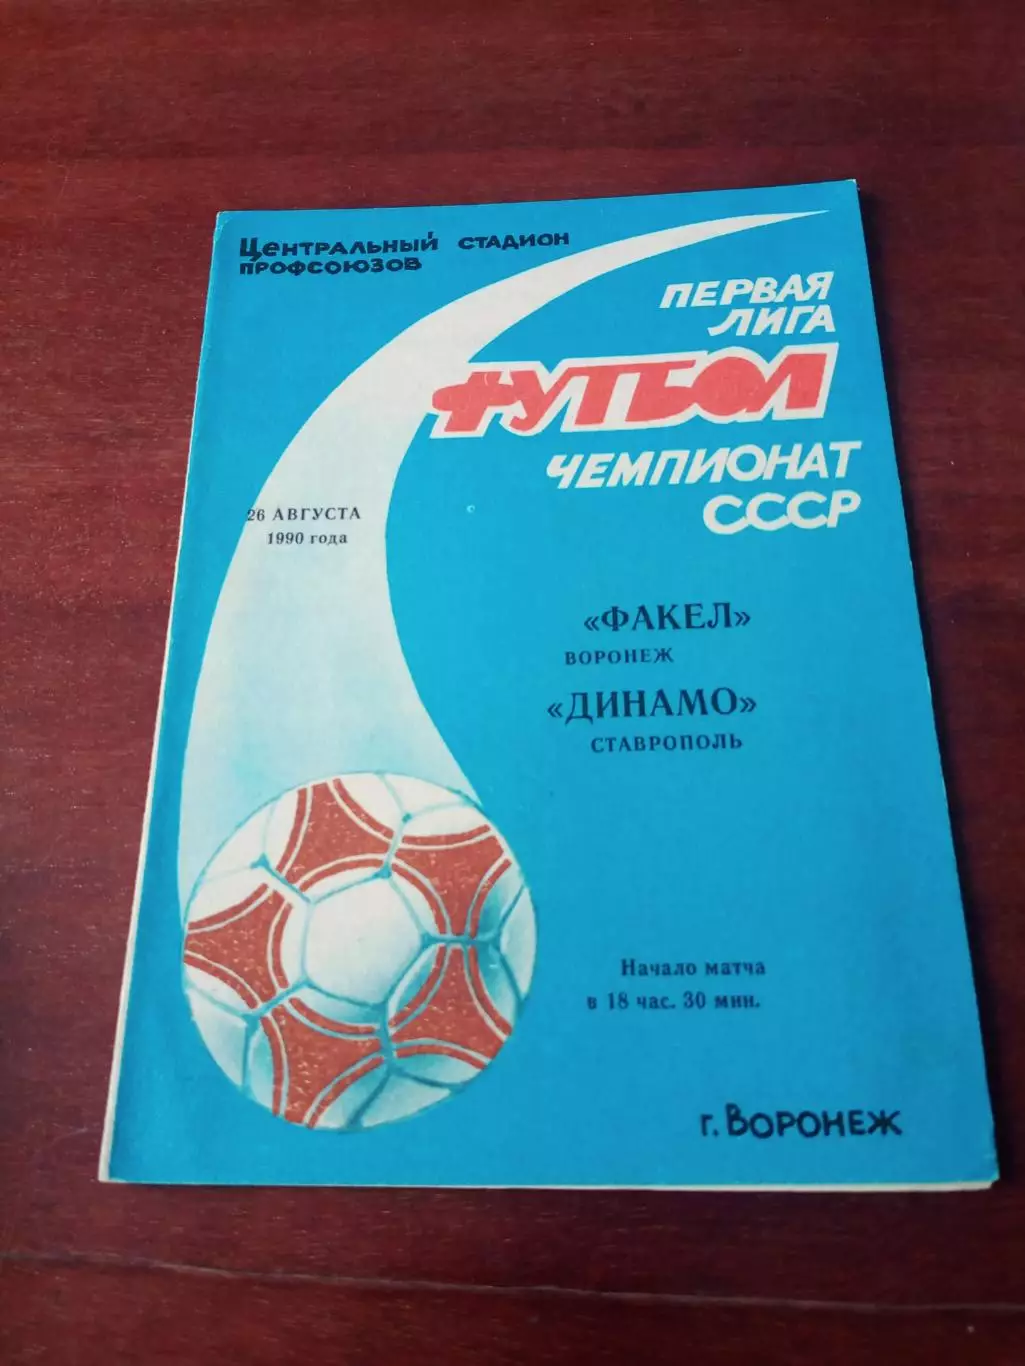 Центральный стадион
профсоюзов
ПЕРВАЯ
ЛИГА
ФУТБОЛ
ЧЕМПИОНАТ
СССР
26 АВГУСТА
1990 года
«ФАКЕЛ»
ВОРОНЕЖ
«ДИНАМО»
СТАВРОПОЛЬ
Начало матча
в 18 час. 30 мин.
г. Воронеж